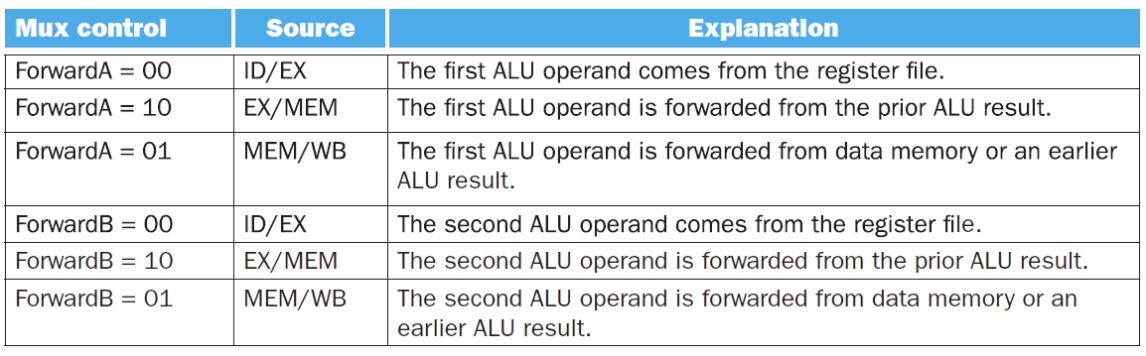 Mux control Source Explanation
ForwardA = 00 ID/EX The first ALU operand comes from the register file.
ForwardA = 10 EX/MEM The first ALU operand is forwarded from the prior ALU result.
ForwardA = 01 MEM/WB The first ALU operand is forwarded from data memory or an earlier
ALU result.
ForwardB = 00 ID/EX The second ALU operand comes from the register file.
ForwardB = 10 EX/MEM The second ALU operand is forwarded from the prior ALU result.
ForwardB = 01 MEM/WB The second ALU operand is forwarded from data memory or an
earlier ALU result.